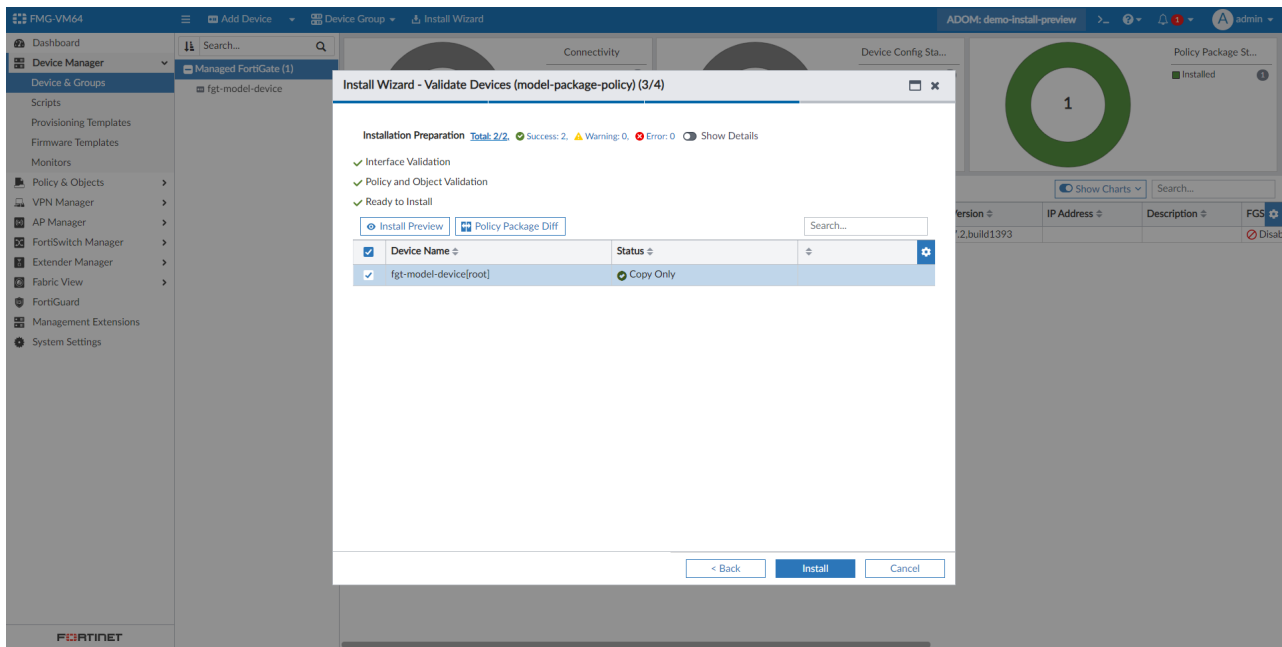 FMG-VM64
Add Device
Device Group
Install Wizard
ADOM: demo-install-preview
1
A
admin
Dashboard
Device Manager
Device & Groups
Scripts
Provisioning Templates
Firmware Templates
Monitors
Policy & Objects
VPN Manager
AP Manager
FortiSwitch Manager
Extender Manager
Fabric View
FortiGuard
Management Extensions
System Settings
FORTINET
Search...
Managed FortiGate (1)
fgt-model-device
Connectivity
Device Config Sta...
Policy Package St...
Installed
1
1
Show Charts
Search...
IP Address
Description
FGS
.2,build1393
Disab
Install Wizard - Validate Devices (model-package-policy) (3/4)
Installation Preparation Total: 2/2, Success: 2, Warning: 0, Error: 0 Show Details
Interface Validation
Policy and Object Validation
Ready to Install
Install Preview
Policy Package Diff
Search...
Device Name
Status
fgt-model-device[root]
Copy Only
< Back
Install
Cancel